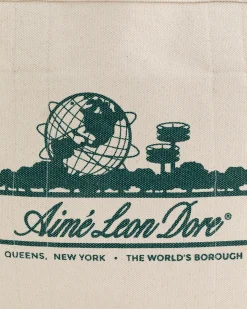 Aimé Leon Dore®
QUEENS, NEW YORK • THE WORLD'S BOROUGH